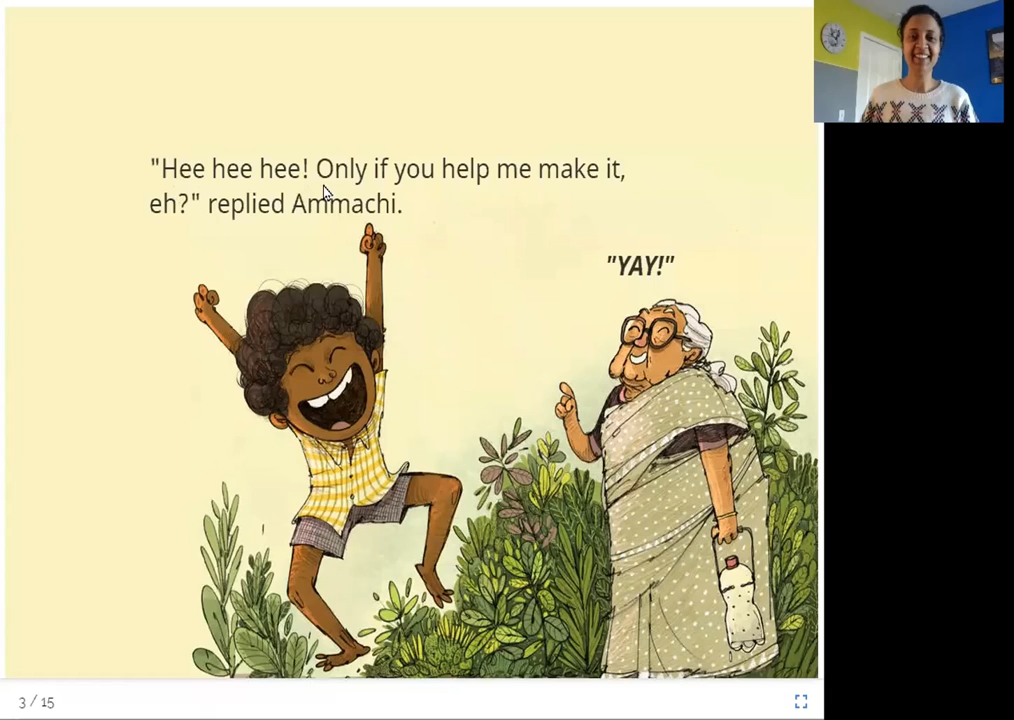 "Hee hee hee! Only if you help me make it,
eh?" replied Ammachi.
"YAY!"
3 / 15